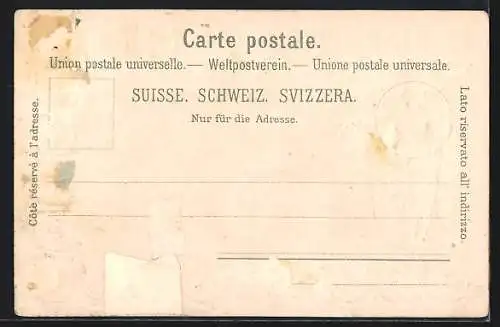 Carte postale.
Union postale universelle. — Weltpostverein. — Unione postale universale.
SUISSE. SCHWEIZ. SVIZZERA.
Nur für die Adresse.
Côté réservé à l'adresse.
Lato riservato all' indirizzo.